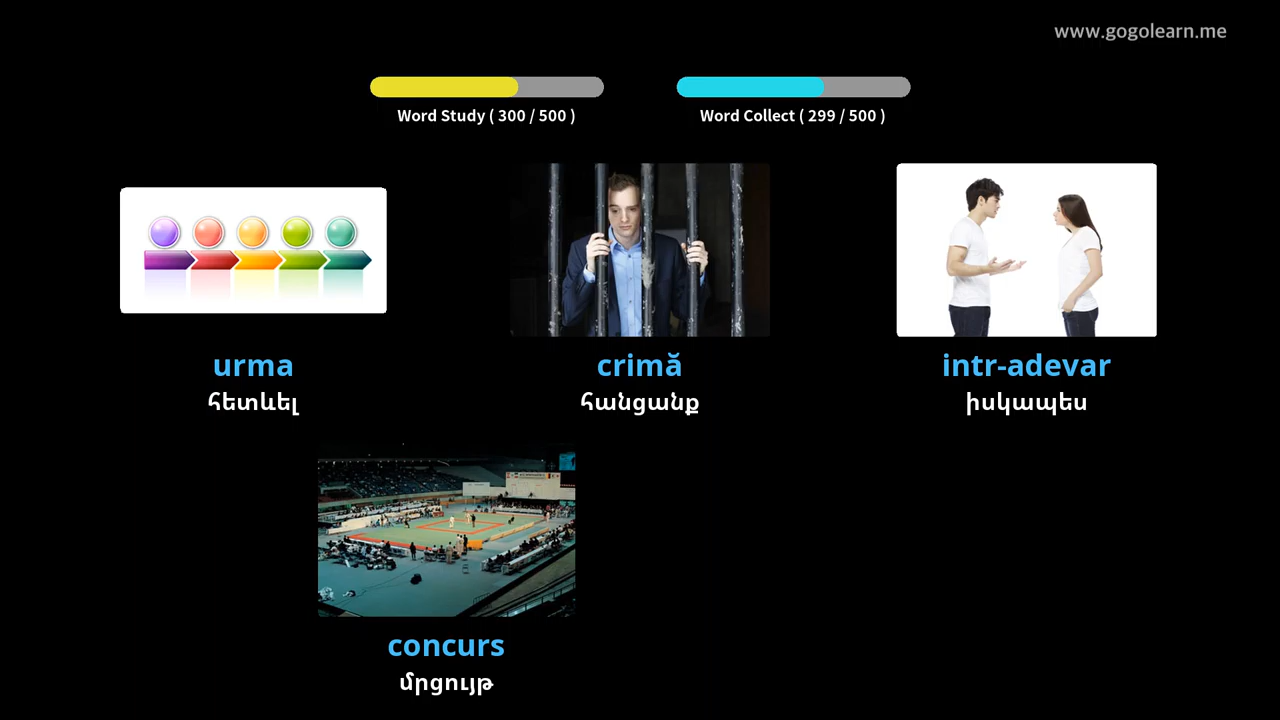 www.gogolearn.me
Word Study ( 300 / 500 )
Word Collect ( 299 / 500 )
urma
հետևել
crimă
հանցանք
intr-adevar
իսկապես
concurs
մրցույթ